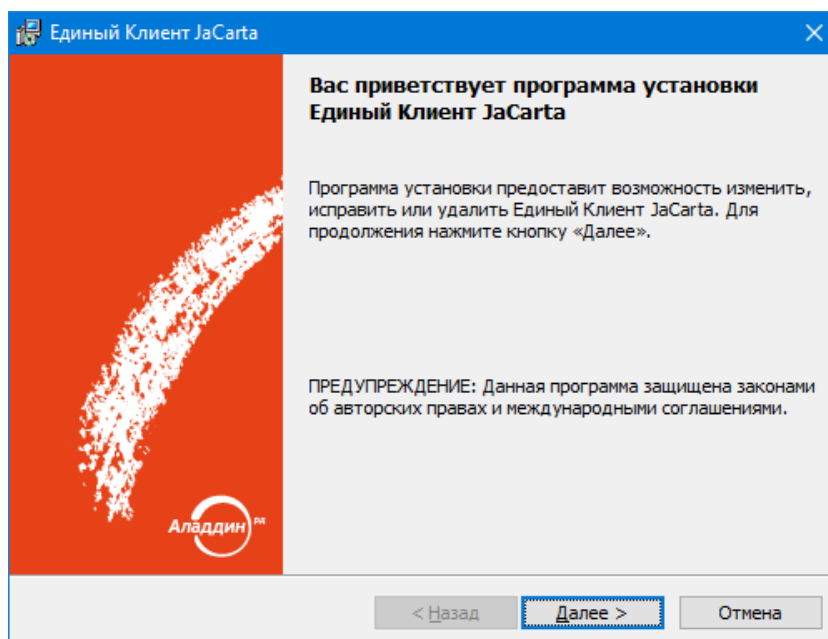 Единый Клиент JaCarta
Вас приветствует программа установки
Единый Клиент JaCarta
Программа установки предоставит возможность изменить,
исправить или удалить Единый Клиент JaCarta. Для
продолжения нажмите кнопку «Далее».
ПРЕДУПРЕЖДЕНИЕ: Данная программа защищена законами
об авторских правах и международными соглашениями.
Аладдин РД
< Назад
Далее >
Отмена